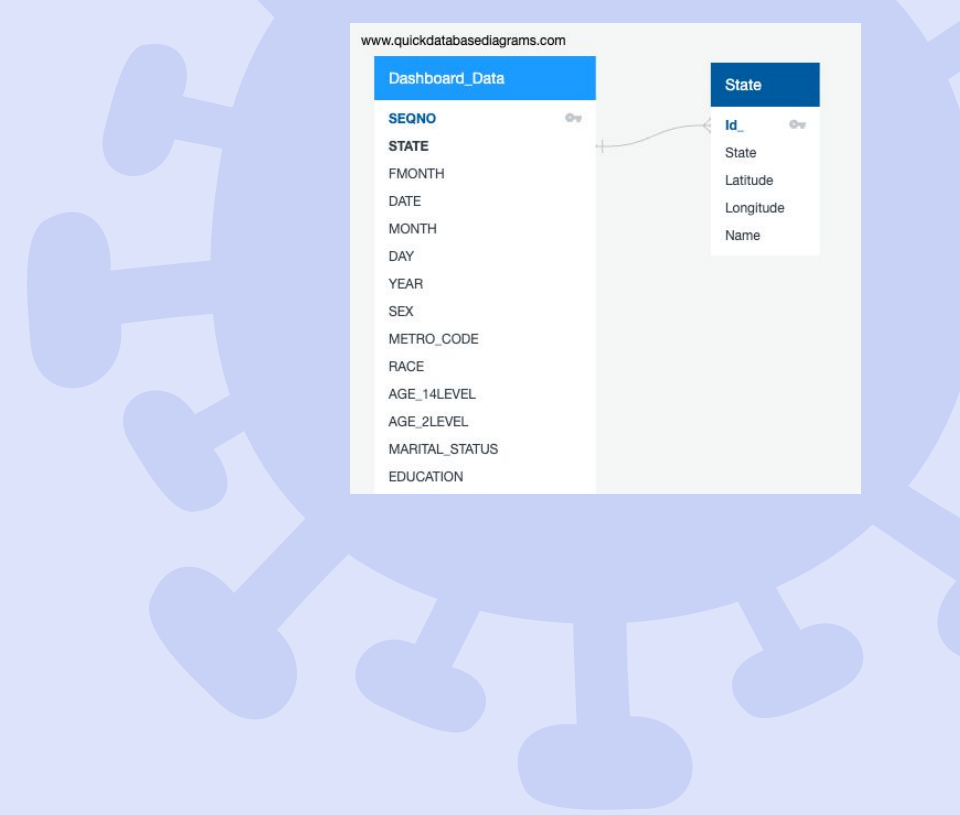 www.quickdatabasediagrams.com
Dashboard_Data
SEQNO
STATE
FMONTH
DATE
MONTH
DAY
YEAR
SEX
METRO_CODE
RACE
AGE_14LEVEL
AGE_2LEVEL
MARITAL_STATUS
EDUCATION
State
Id_
State
Latitude
Longitude
Name